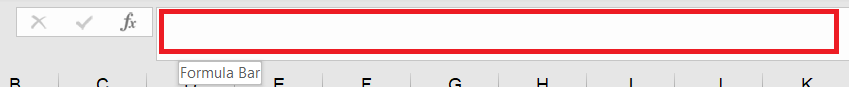 fx
Formula Bar
B C D E F G H I J K